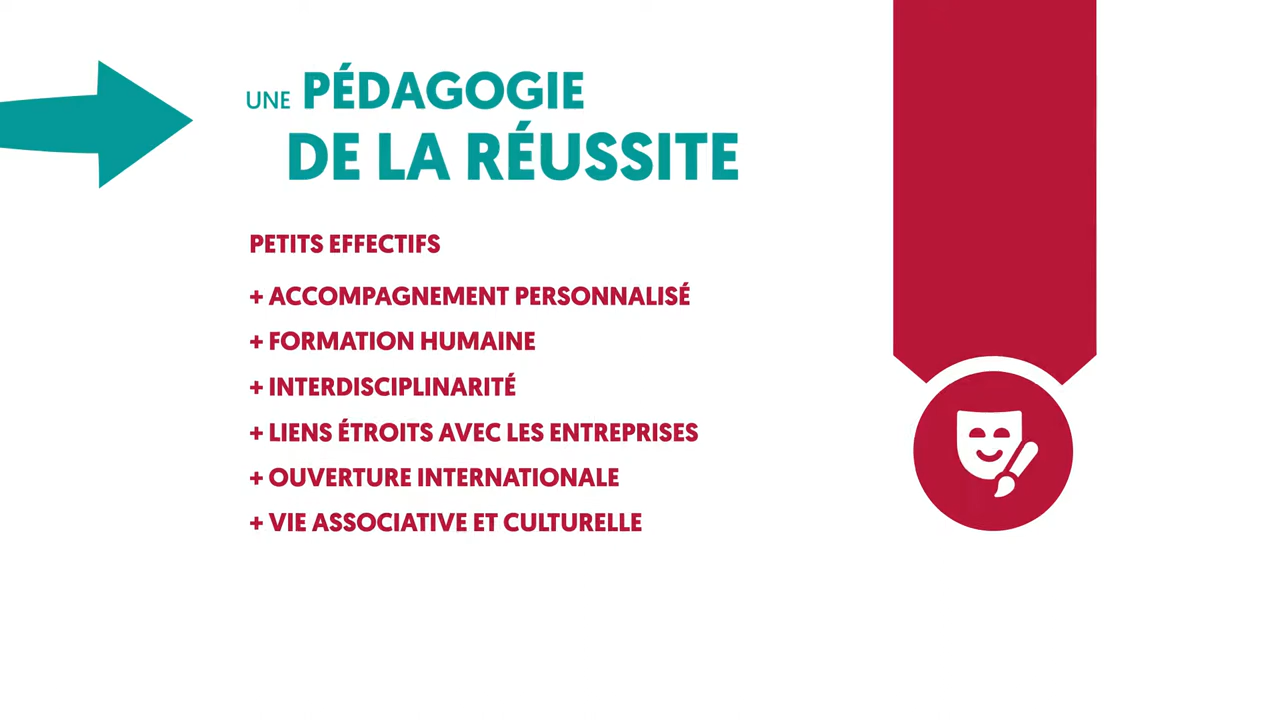 UNE PÉDAGOGIE
DE LA RÉUSSITE
PETITS EFFECTIFS
+ ACCOMPAGNEMENT PERSONNALISÉ
+ FORMATION HUMAINE
+ INTERDISCIPLINARITÉ
+ LIENS ÉTROITS AVEC LES ENTREPRISES
+ OUVERTURE INTERNATIONALE
+ VIE ASSOCIATIVE ET CULTURELLE